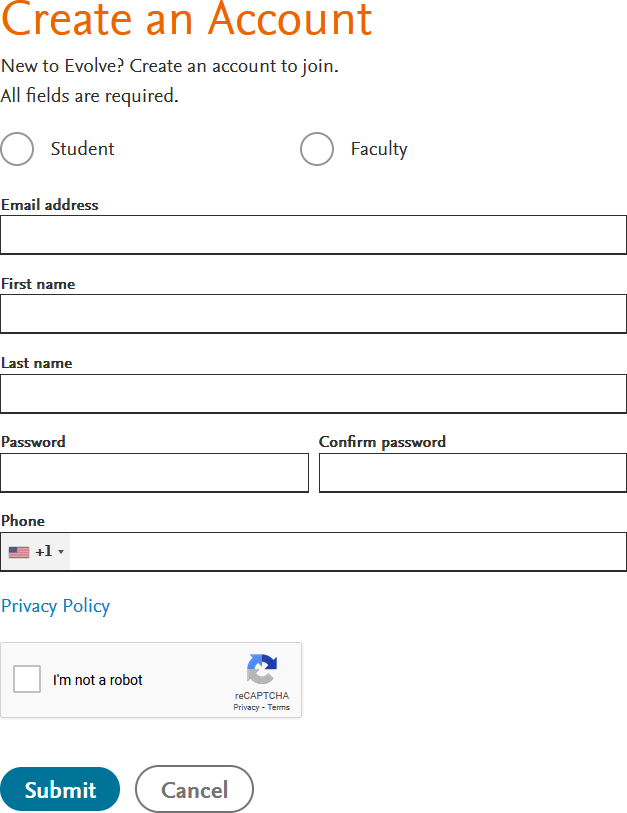 Create an Account
New to Evolve? Create an account to join.
All fields are required.
Student Faculty
Email address
First name
Last name
Password Confirm password
Phone
+1
Privacy Policy
I'm not a robot
reCAPTCHA
Privacy - Terms
Submit Cancel